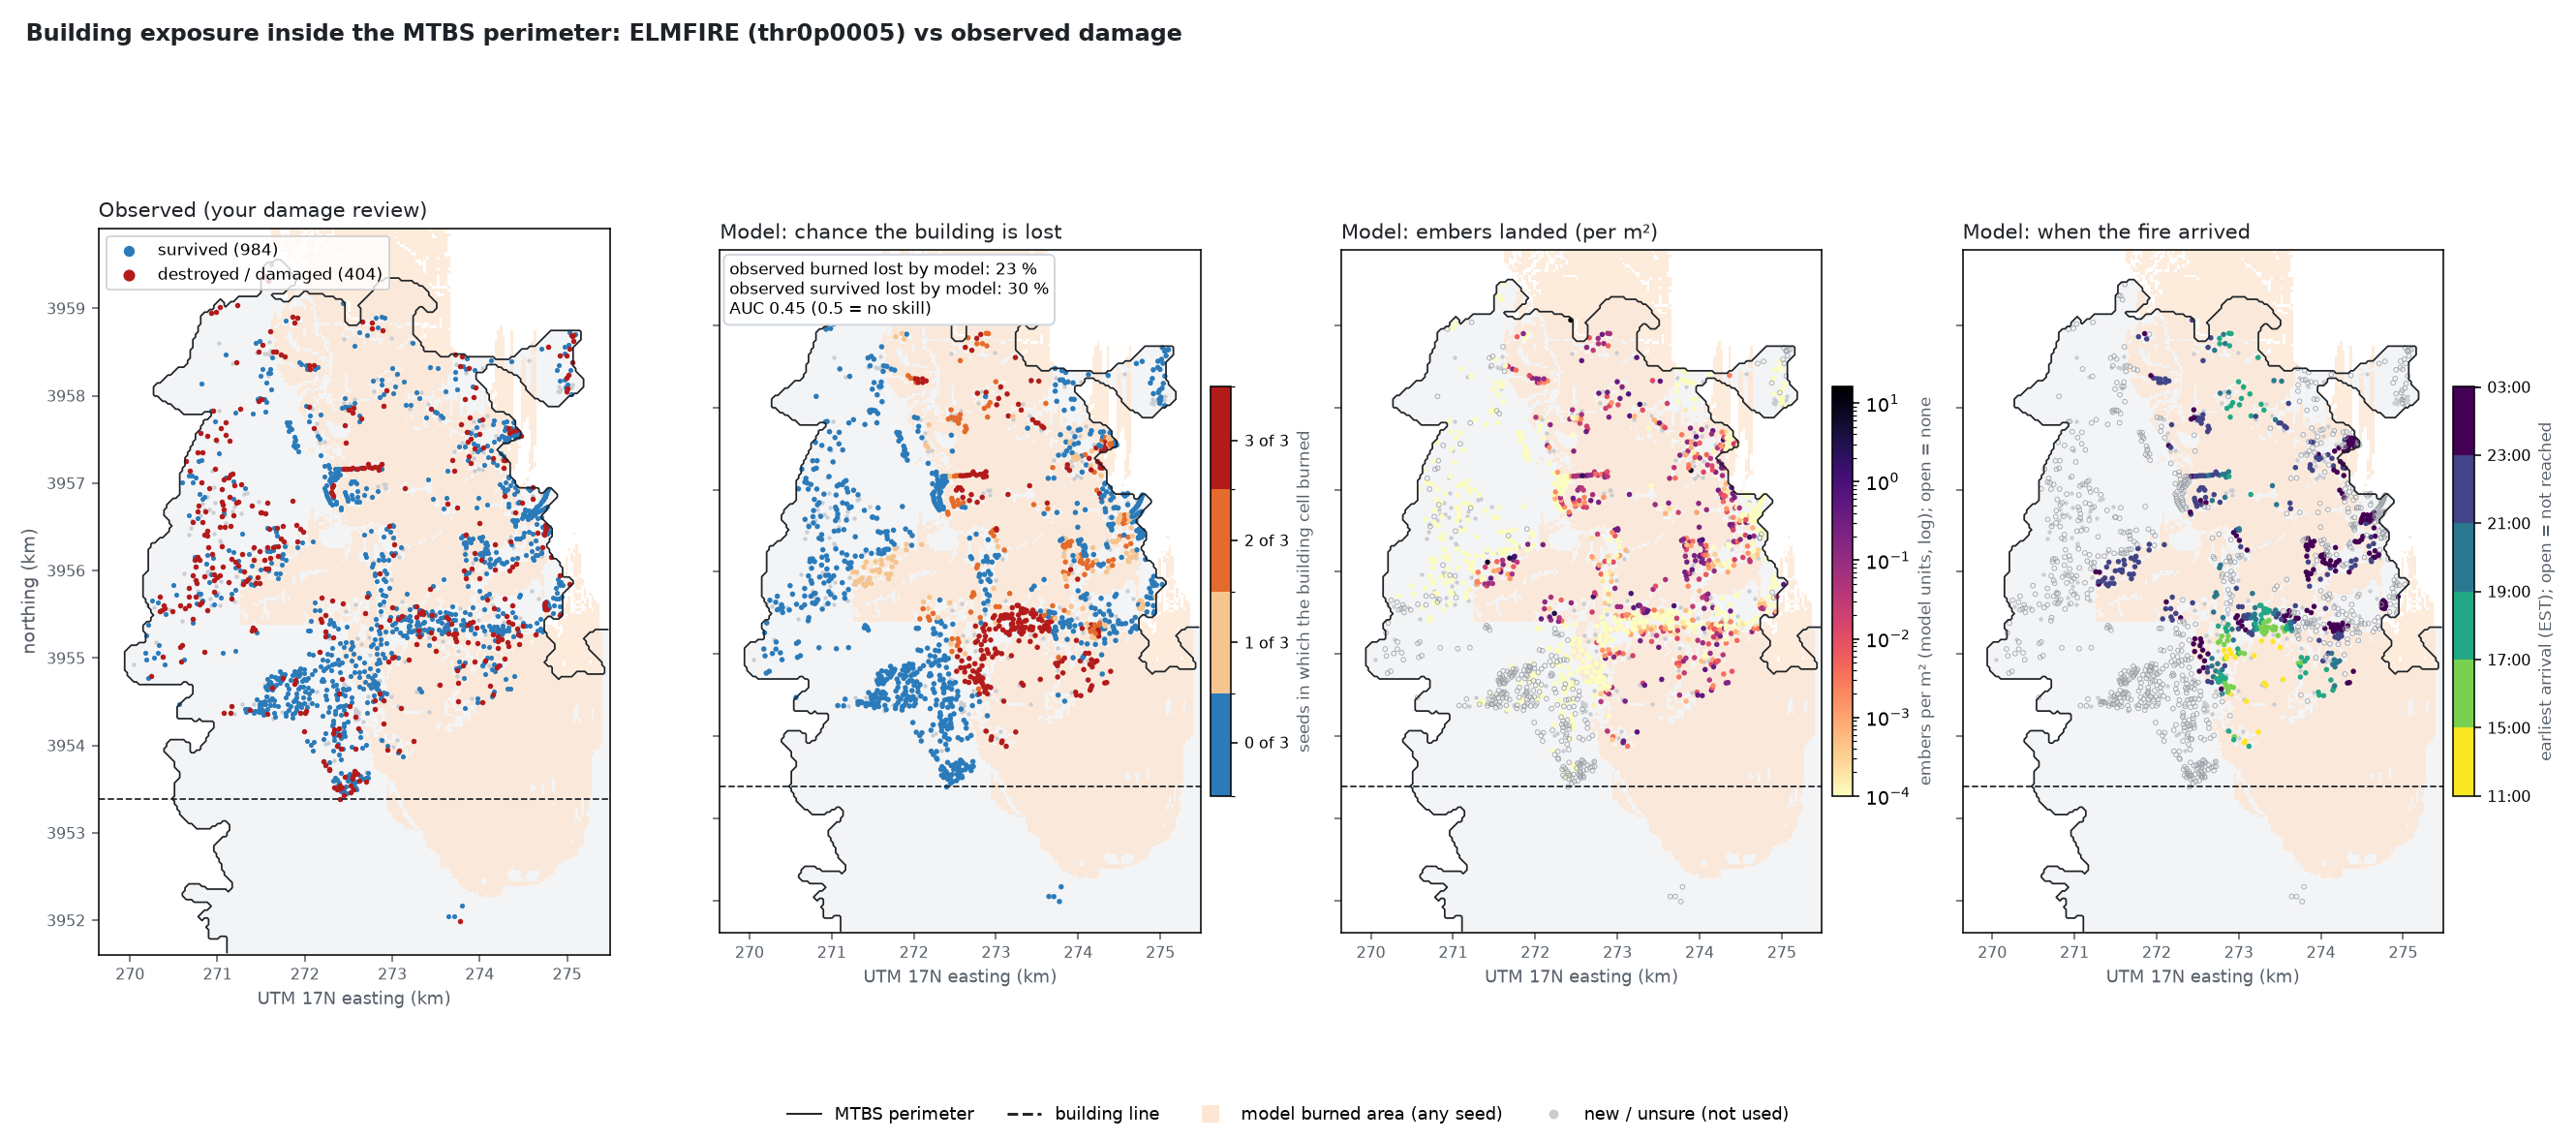 Building exposure inside the MTBS perimeter: ELMFIRE (thr0p0005) vs observed damage
Observed (your damage review)
survived (984)
destroyed / damaged (404)
northing (km)
3959
3958
3957
3956
3955
3954
3953
3952
270
271
272
273
274
275
UTM 17N easting (km)
Model: chance the building is lost
observed burned lost by model: 23 %
observed survived lost by model: 30 %
AUC 0.45 (0.5 = no skill)
270
271
272
273
274
275
UTM 17N easting (km)
3 of 3
2 of 3
1 of 3
0 of 3
seeds in which the building cell burned
Model: embers landed (per m²)
270
271
272
273
274
275
UTM 17N easting (km)
10¹
10⁰
10⁻¹
10⁻²
10⁻³
10⁻⁴
embers per m² (model units, log); open = none
Model: when the fire arrived
270
271
272
273
274
275
UTM 17N easting (km)
03:00
23:00
21:00
19:00
17:00
15:00
11:00
earliest arrival (EST); open = not reached
MTBS perimeter
building line
model burned area (any seed)
new / unsure (not used)